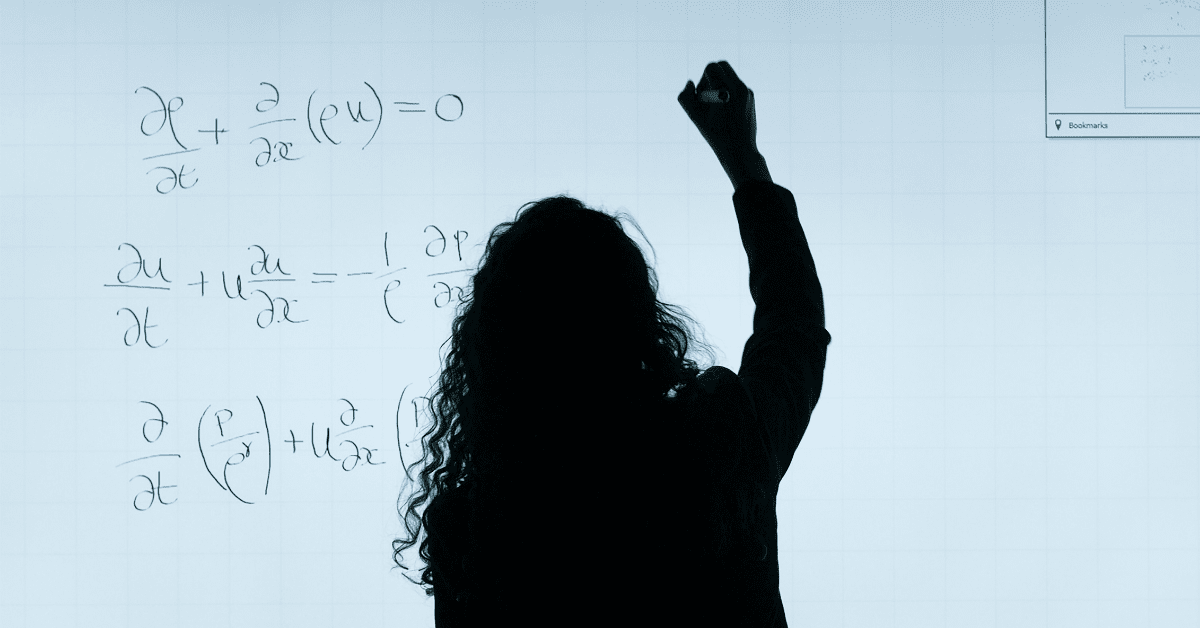 ∂ρ/∂t + ∂/∂x (ρu) = 0
Bookmarks
∂u/∂t + u ∂u/∂x = - 1/ρ ∂p/∂x
∂/∂t (p/ρ^γ) + u ∂/∂x (p